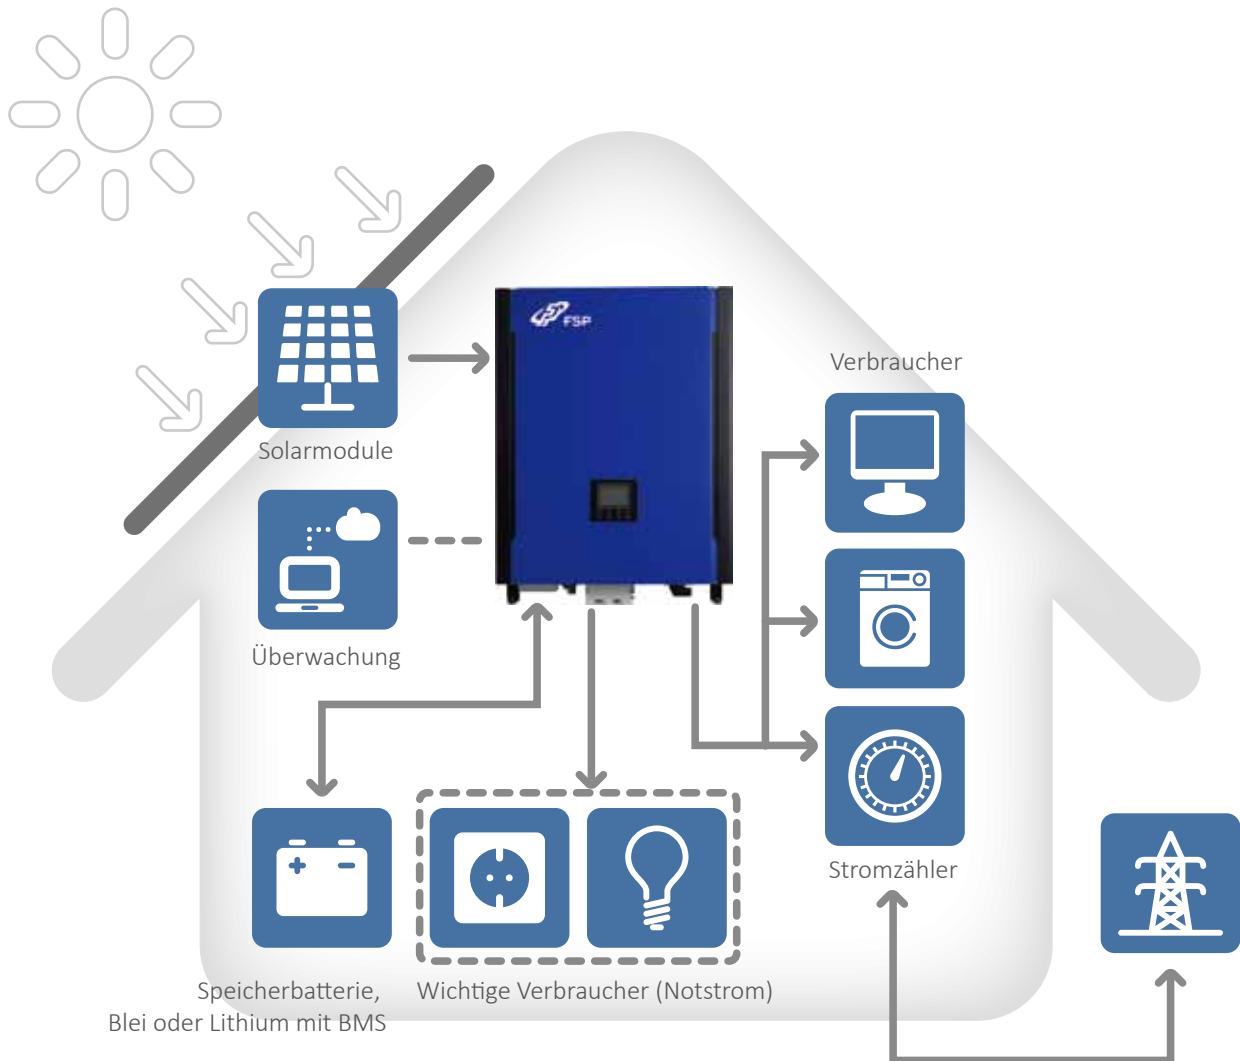 FSP
Verbraucher
Solarmodule
Überwachung
Stromzähler
Speicherbatterie,
Blei oder Lithium mit BMS
Wichtige Verbraucher (Notstrom)